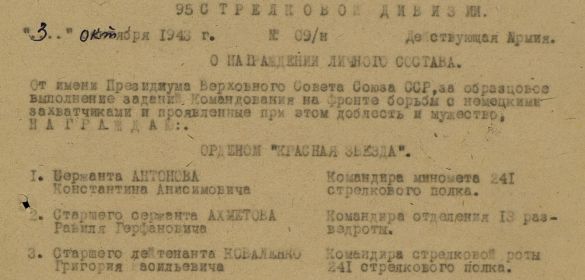 95 СТРЕЛКОВОЙ ДИВИЗИИ.
"3.." октября 1943 г. № 09/н Действующая Армия.
О НАГРАЖДЕНИИ ЛИЧНОГО СОСТАВА.
От имени Президиума Верховного Совета Союза ССР, за образцовое
выполнение заданий Командования на фронте борьбы с немецкими
захватчиками и проявленные при этом доблесть и мужество,
НАГРАЖДАЮ:.
ОРДЕНОМ "КРАСНАЯ ЗВЕЗДА".
1. Сержанта АНТОНОВА Командира миномета 241
Константина Анисимовича стрелкового полка.
2. Старшего сержанта АХМЕТОВА Командира отделения 13 раз-
Равиля Герфановича ведроты.
3. Старшего лейтенанта КОВАЛЕНКО Командира стрелковой роты
Григория Васильевича 241 стрелкового полка.